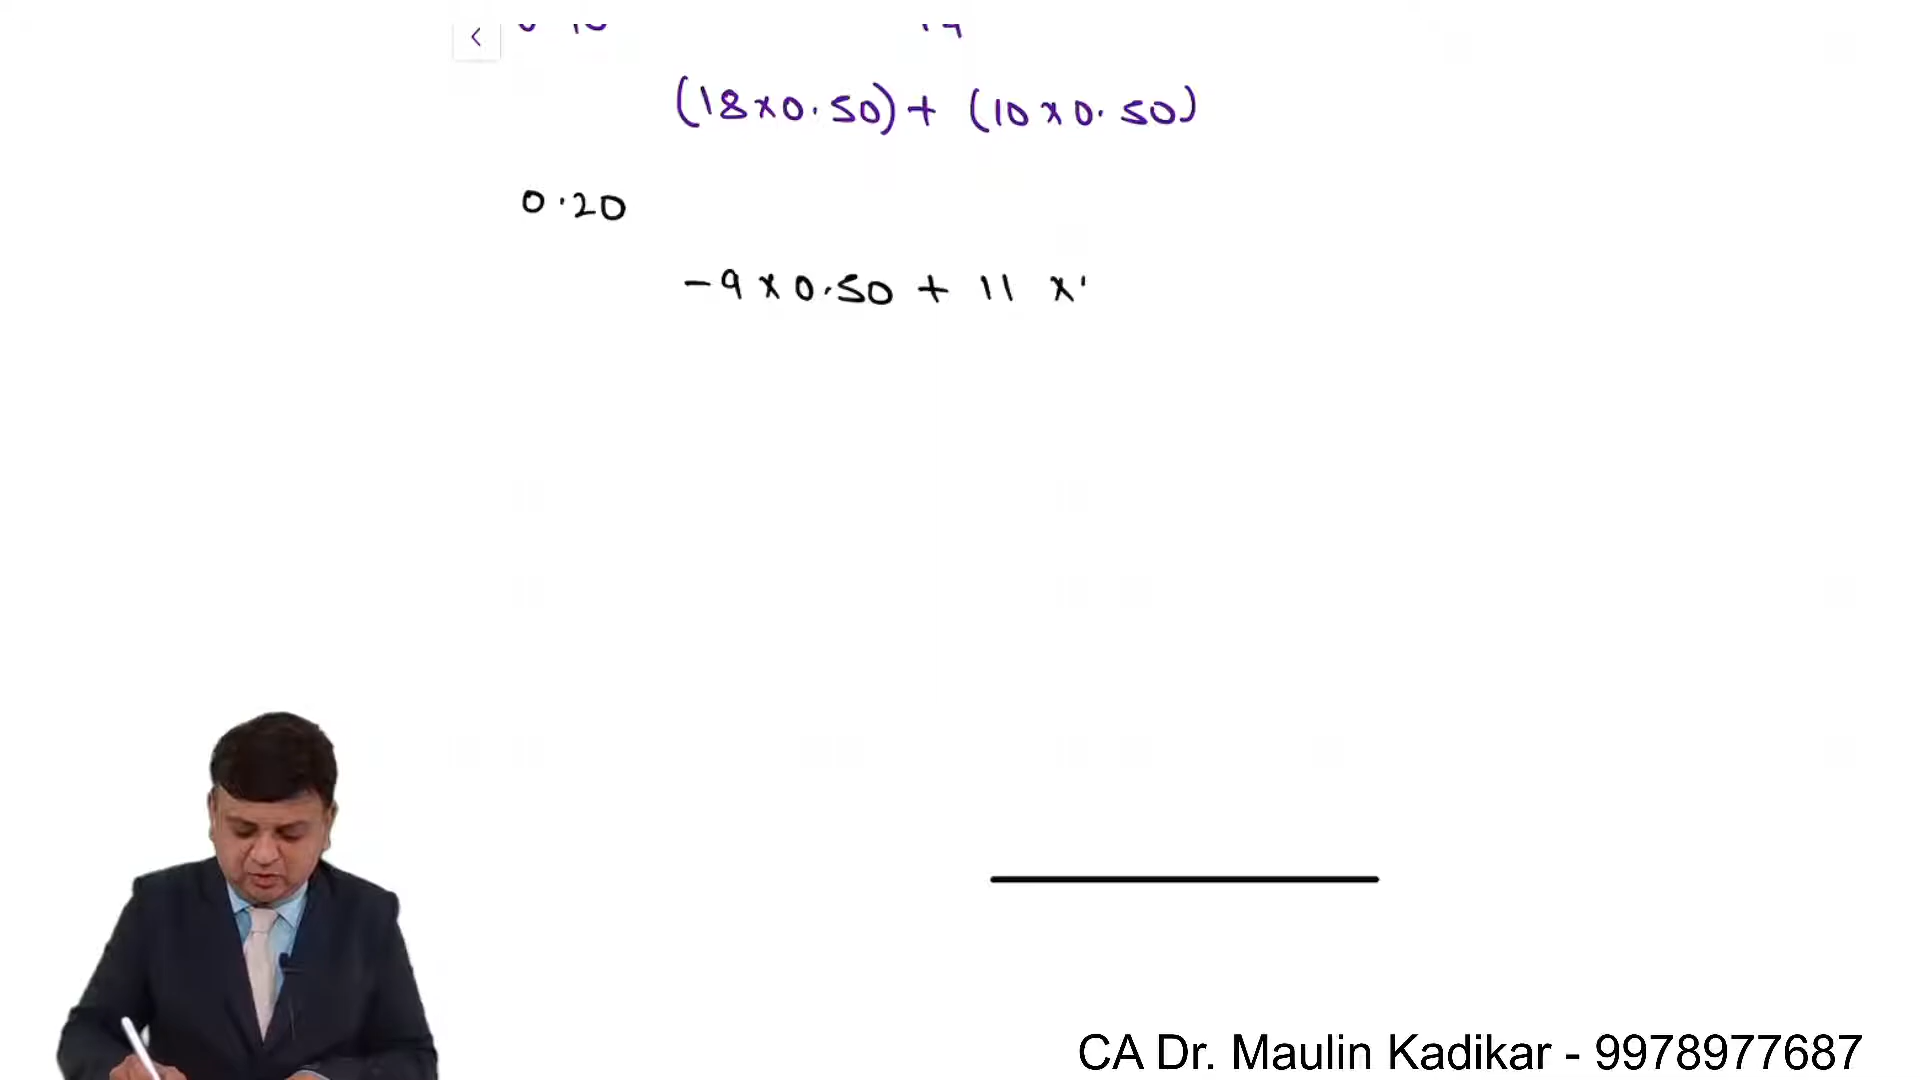 (18×0.50) + (10×0.50)
0.20
-9×0.50 + 11 ×
CA Dr. Maulin Kadikar - 9978977687